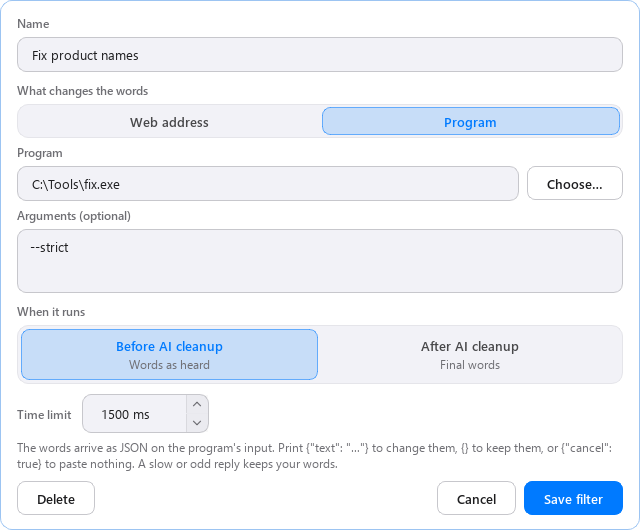 Name
Fix product names
What changes the words
Web address
Program
Program
C:\Tools\fix.exe
Choose...
Arguments (optional)
--strict
When it runs
Before AI cleanup
Words as heard
After AI cleanup
Final words
Time limit
1500 ms
The words arrive as JSON on the program's input. Print {"text": "..."} to change them, {} to keep them, or {"cancel":
true} to paste nothing. A slow or odd reply keeps your words.
Delete
Cancel
Save filter